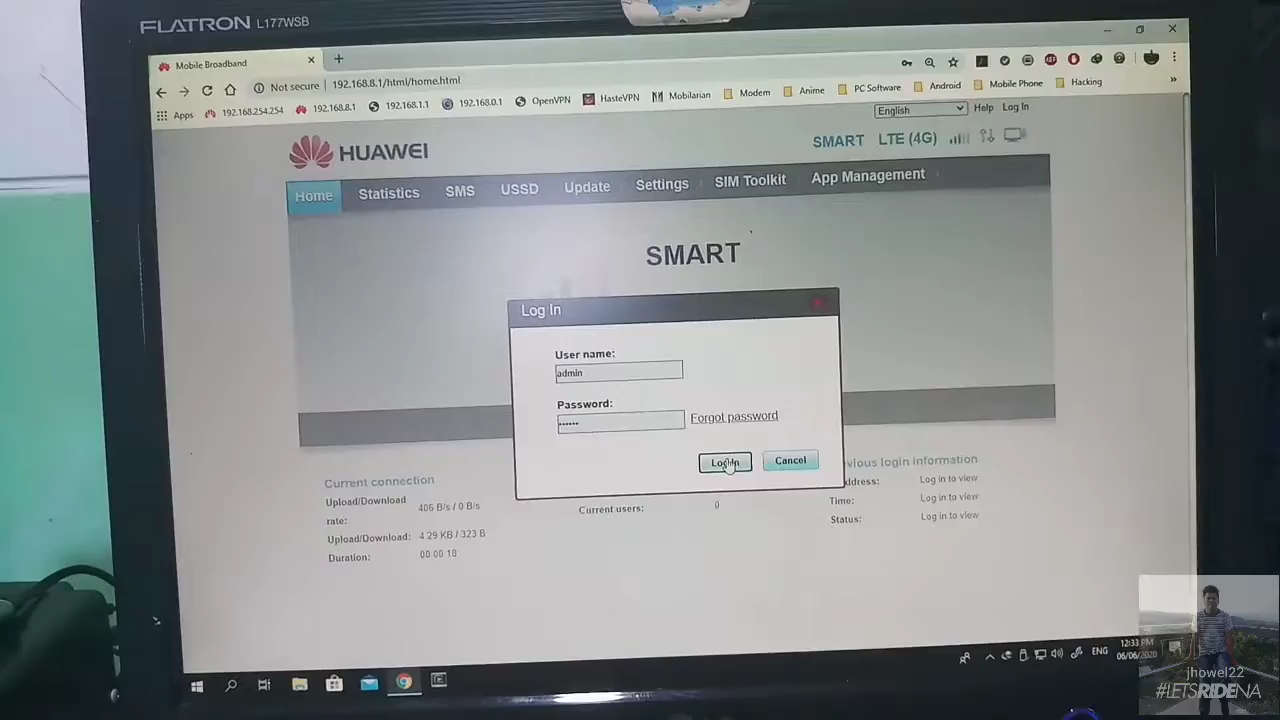 FLATRON L177WSB
Mobile Broadband
Not secure 192.168.8.1/html/home.html
Apps 192.168.254.254 192.168.8.1 192.168.1.1 192.168.0.1 OpenVPN HasteVPN Mobilarian Modem Anime PC Software Android Mobile Phone Hacking »
English Help Log In
HUAWEI SMART LTE (4G)
Home Statistics SMS USSD Update Settings SIM Toolkit App Management
SMART
Log In
User name:
admin
Password:
••••••
Forgot password
Log In Cancel
Current connection vious login information
Upload/Download rate: 406 B/s / 0 B/s
Upload/Download: 4.29 KB / 323 B
Duration: 00:00:18
Current users: 0
address: Log in to view
Time: Log in to view
Status: Log in to view
ENG
12:33 PM
06/06/2020
jhowel22
#LETSRIDENA